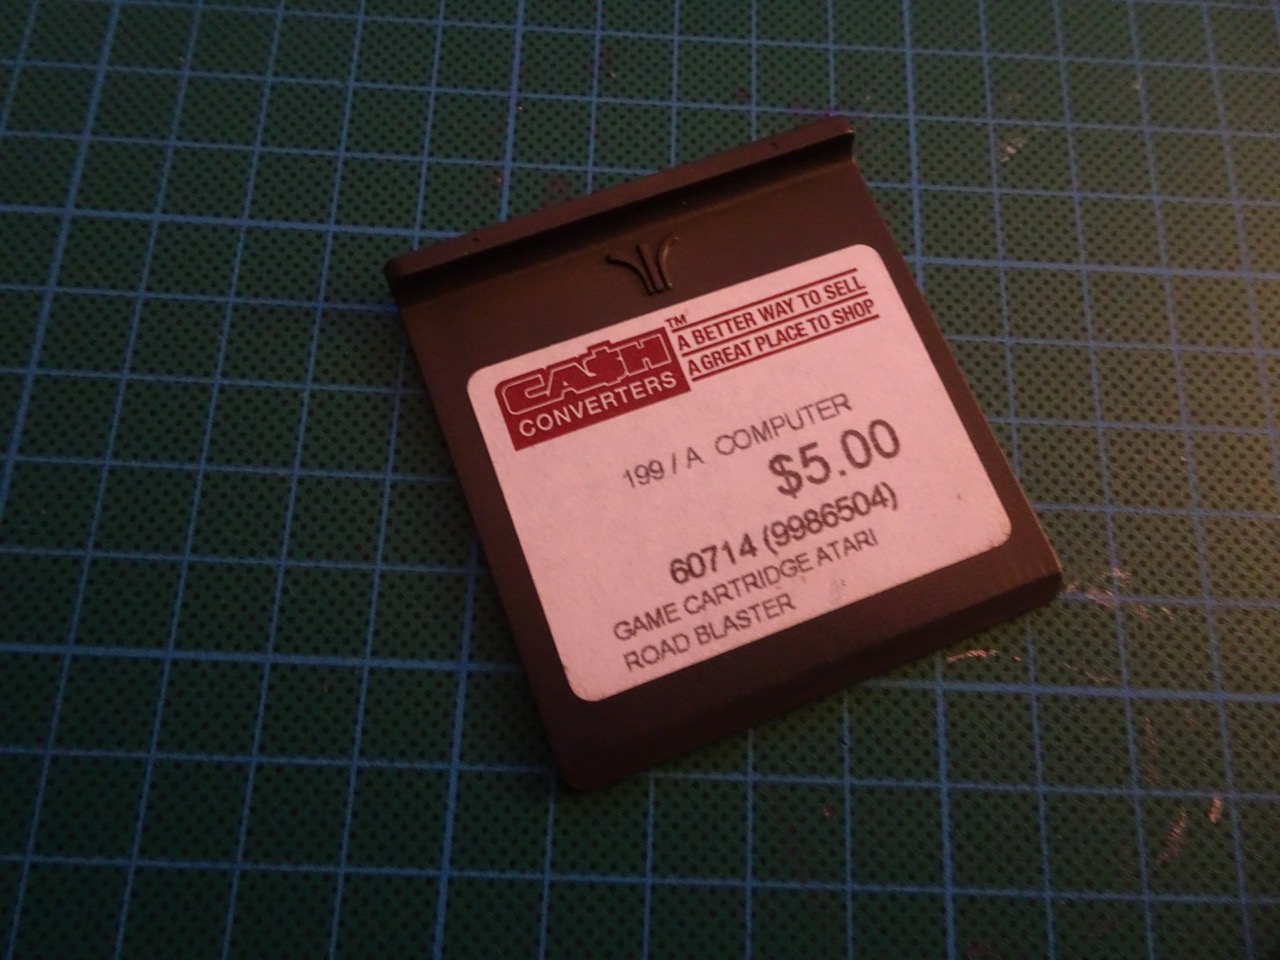 CA$H
CONVERTERS
TM
A BETTER WAY TO SELL
A GREAT PLACE TO SHOP
199 / A COMPUTER
$5.00
60714 (9986504)
GAME CARTRIDGE ATARI
ROAD BLASTER